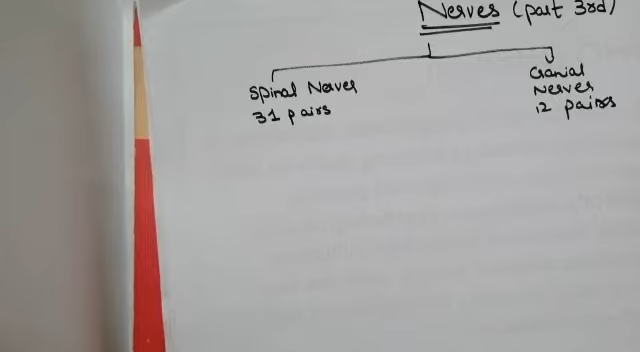 Nerves (part 3rd)
Spinal Nerves
31 pairs
Cranial
Nerves
12 pairs